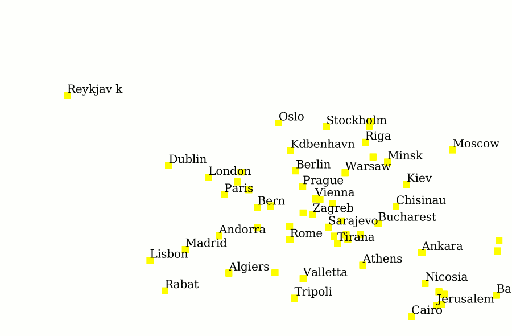 Reykjav k
Oslo
Stockholm
Riga
Kdbenhavn
Moscow
Dublin
Minsk
London
Berlin
Warsaw
Kiev
Prague
Paris
Vienna
Bern
Zagreb
Chisinau
Bucharest
Sarajevo
Andorra
Rome
Tirana
Madrid
Ankara
Lisbon
Athens
Algiers
Valletta
Nicosia
Rabat
Tripoli
Ba
Jerusalem
Cairo